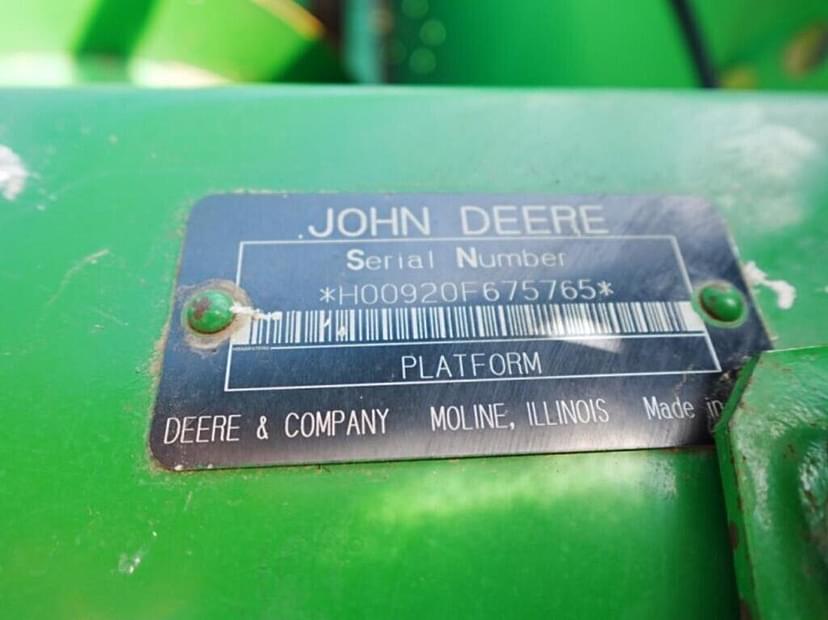 JOHN DEERE
Serial Number
*H00920F675765*
PLATFORM
DEERE & COMPANY MOLINE, ILLINOIS Made in